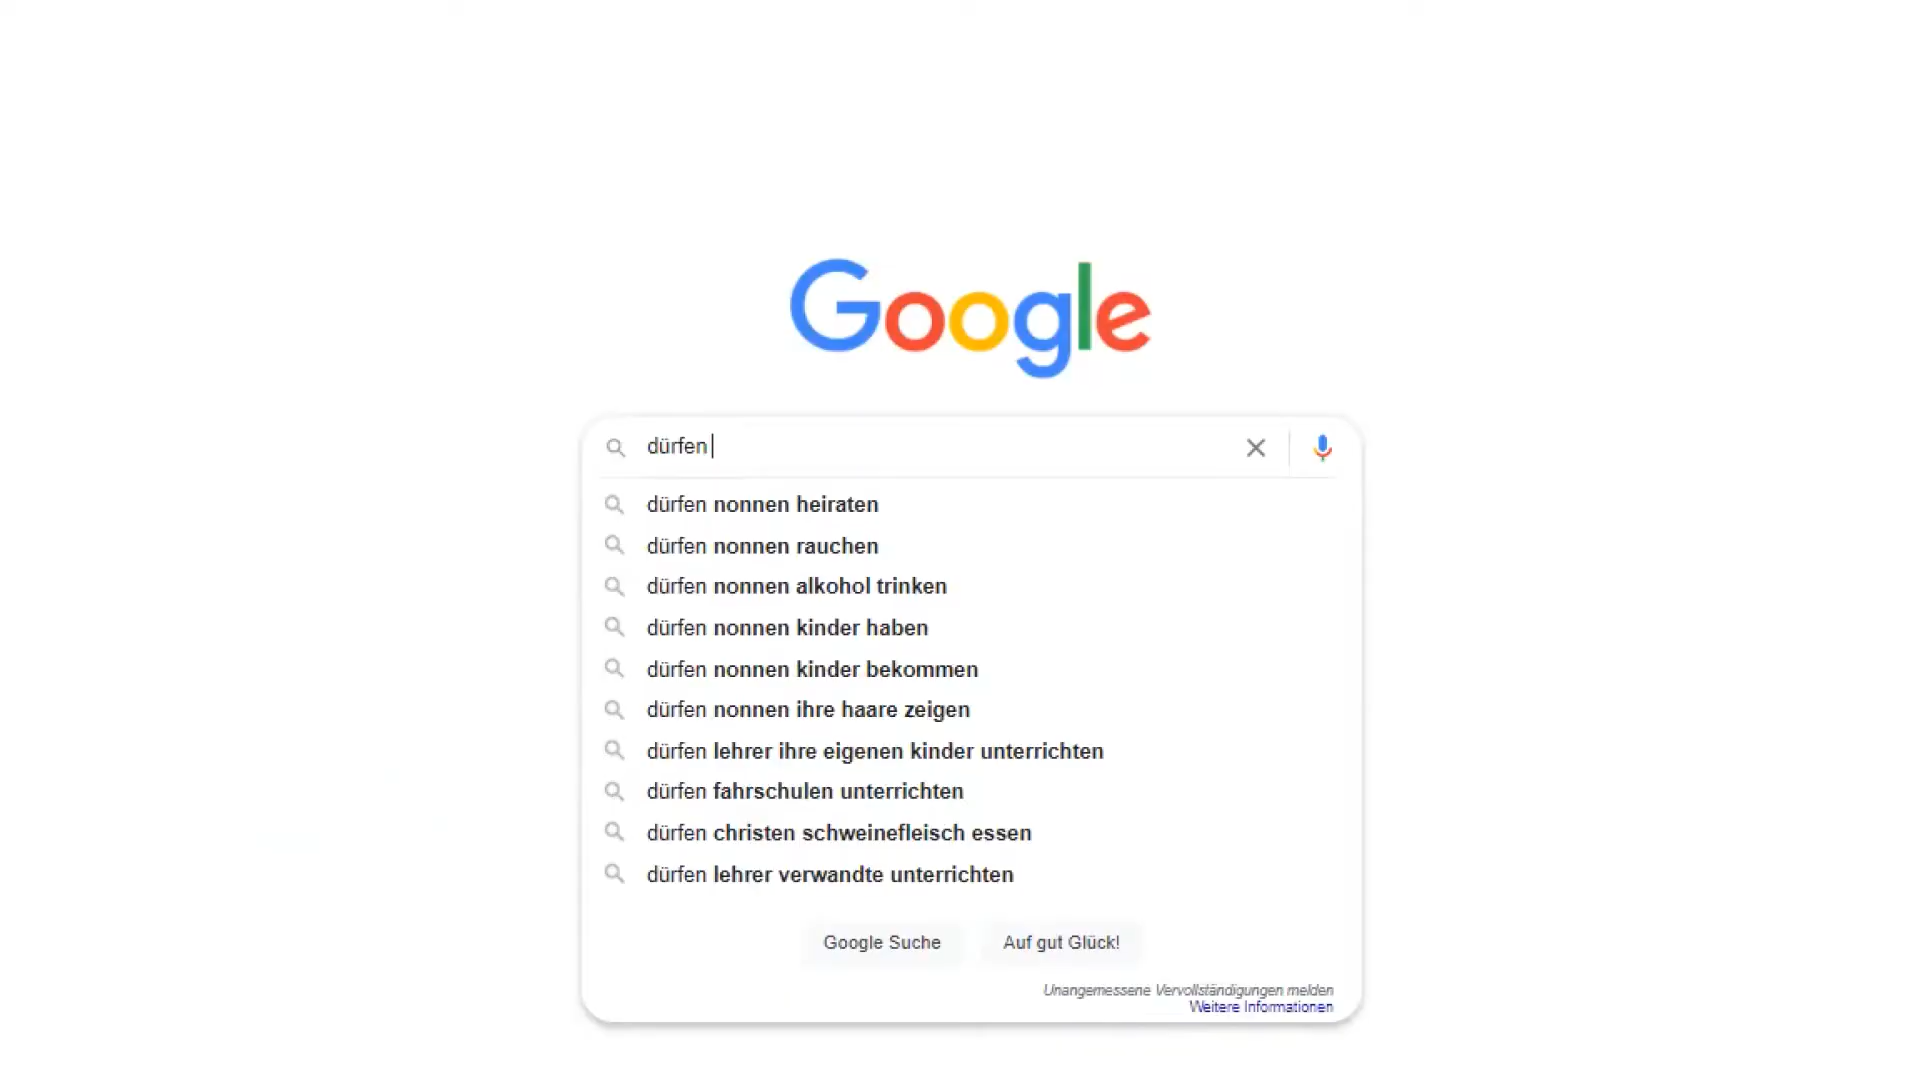 Google
dürfen
dürfen nonnen heiraten
dürfen nonnen rauchen
dürfen nonnen alkohol trinken
dürfen nonnen kinder haben
dürfen nonnen kinder bekommen
dürfen nonnen ihre haare zeigen
dürfen lehrer ihre eigenen kinder unterrichten
dürfen fahrschulen unterrichten
dürfen christen schweinefleisch essen
dürfen lehrer verwandte unterrichten
Google Suche Auf gut Glück!
Unangemessene Vervollständigungen melden
Weitere Informationen